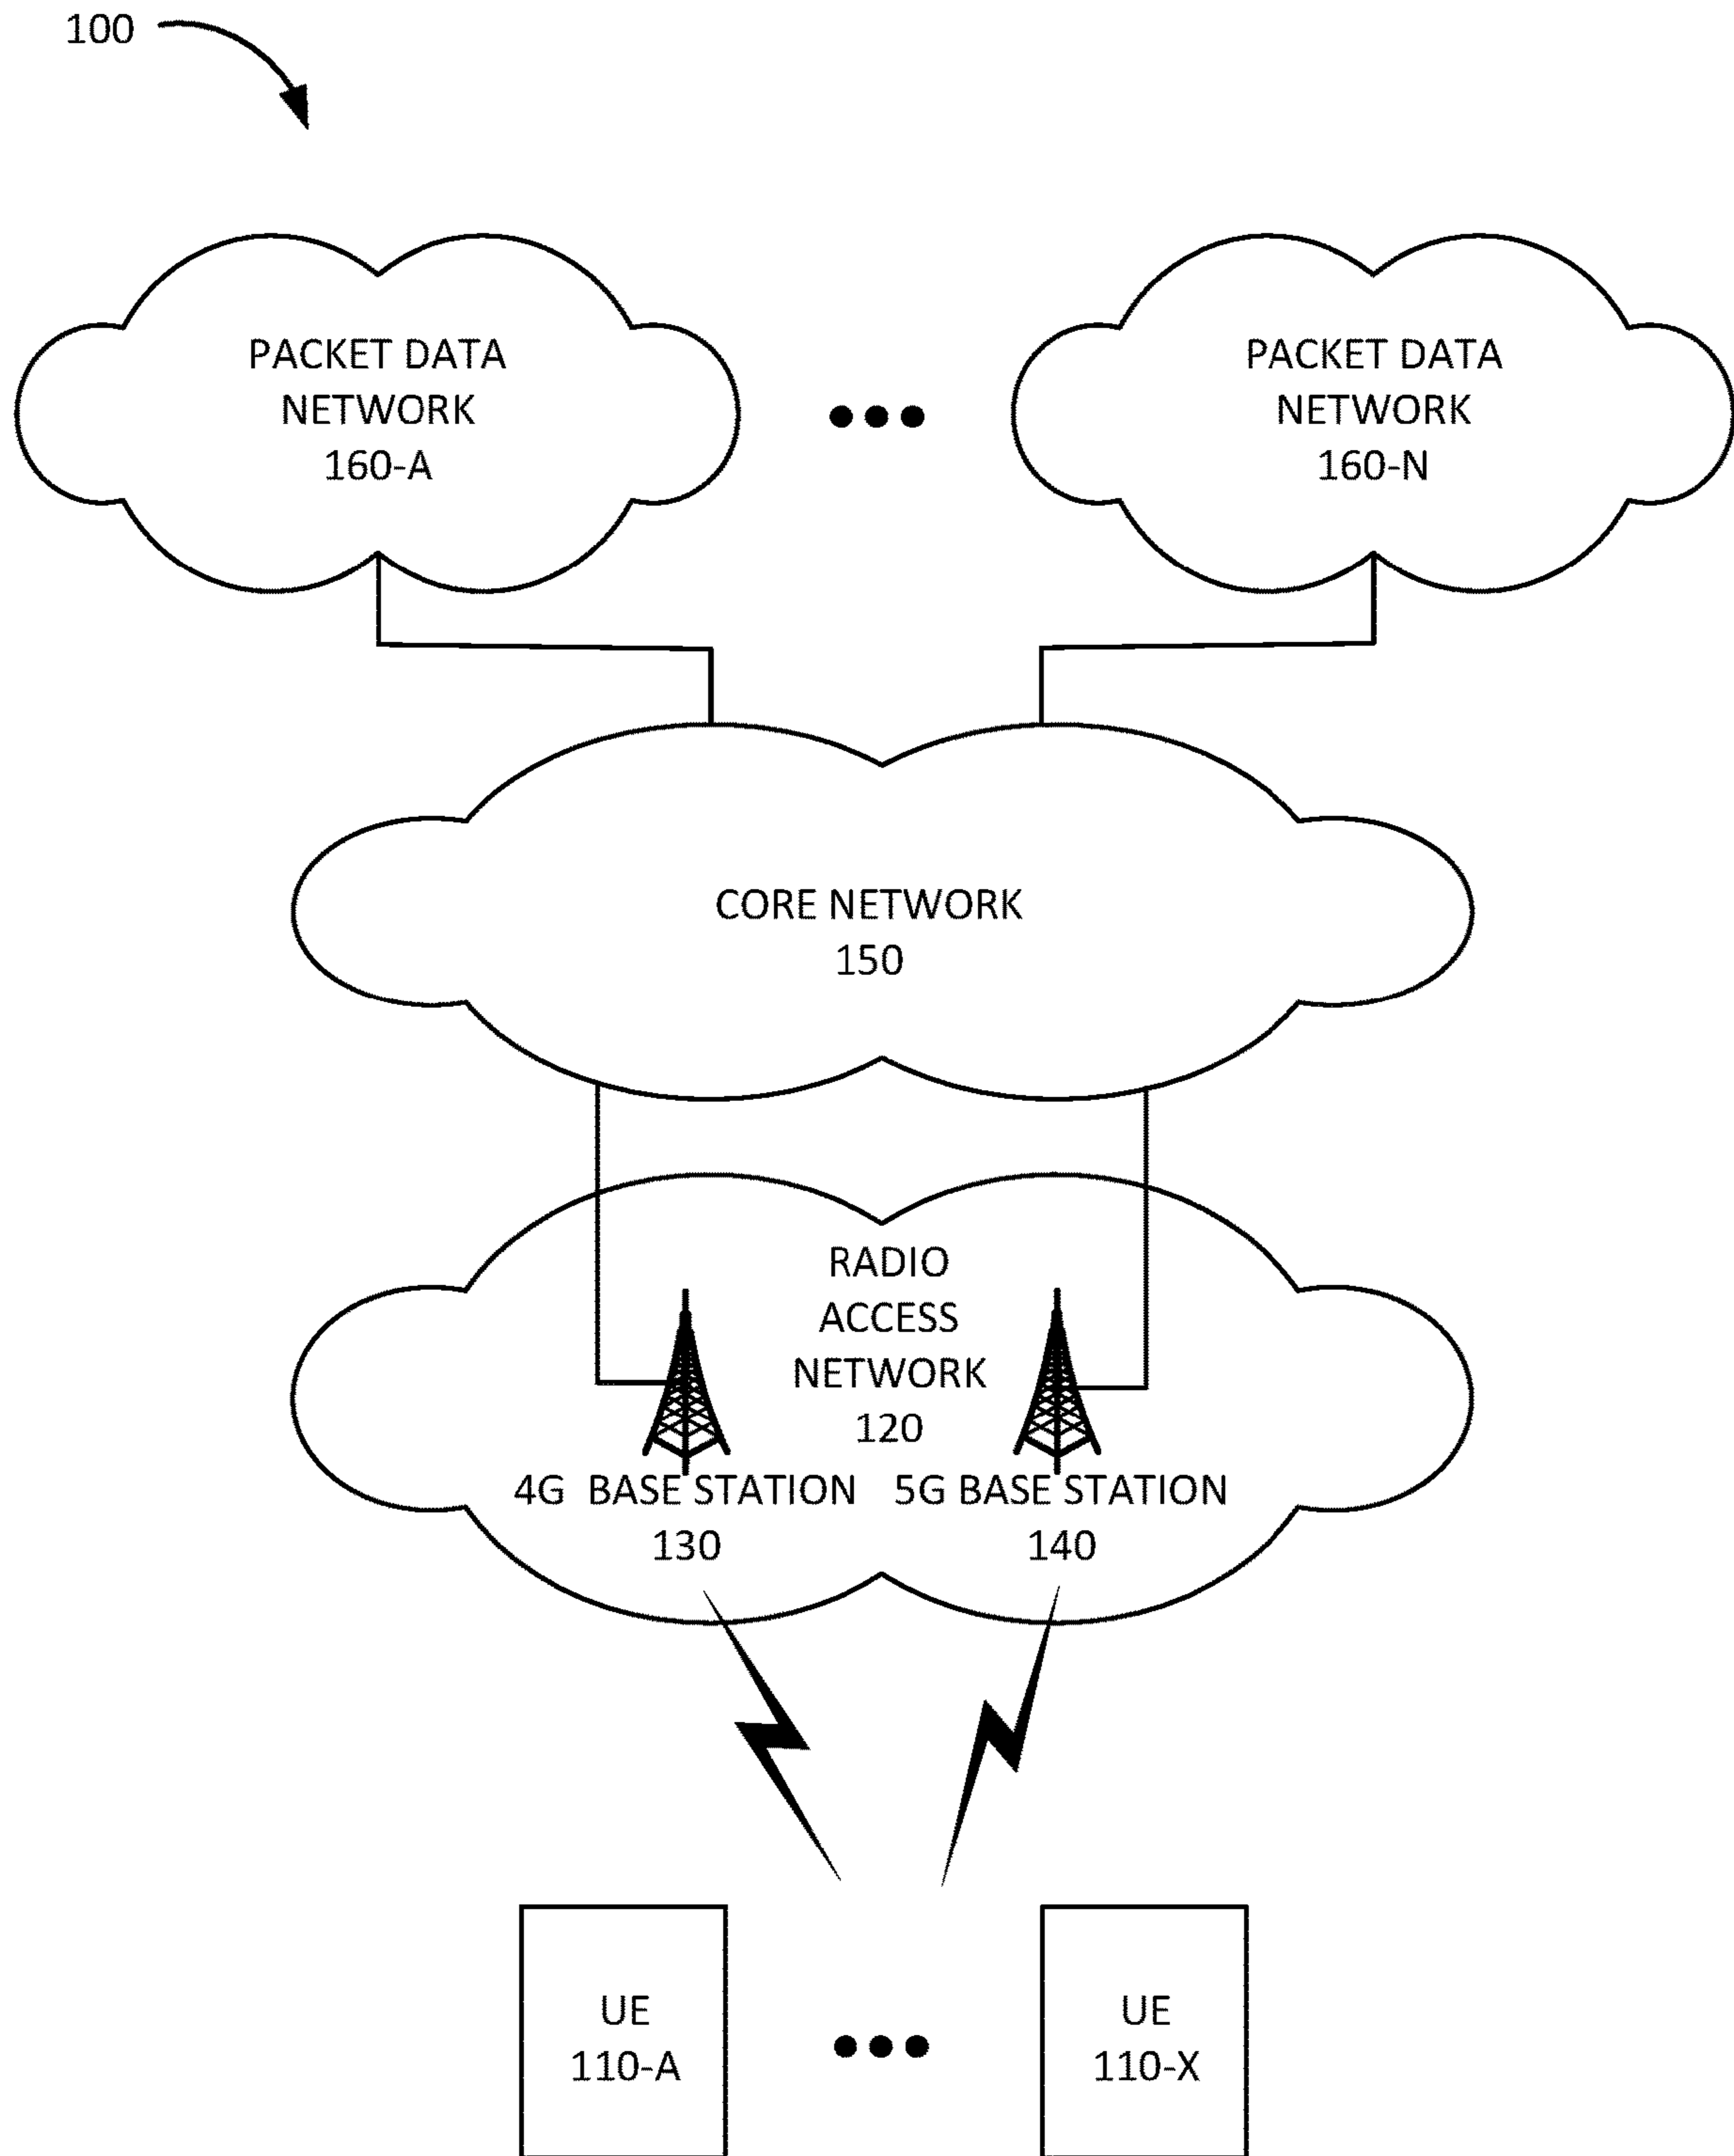 100
PACKET DATA
NETWORK
160-A
PACKET DATA
NETWORK
160-N
CORE NETWORK
150
RADIO
ACCESS
NETWORK
120
4G BASE STATION
130
5G BASE STATION
140
UE
110-A
UE
110-X